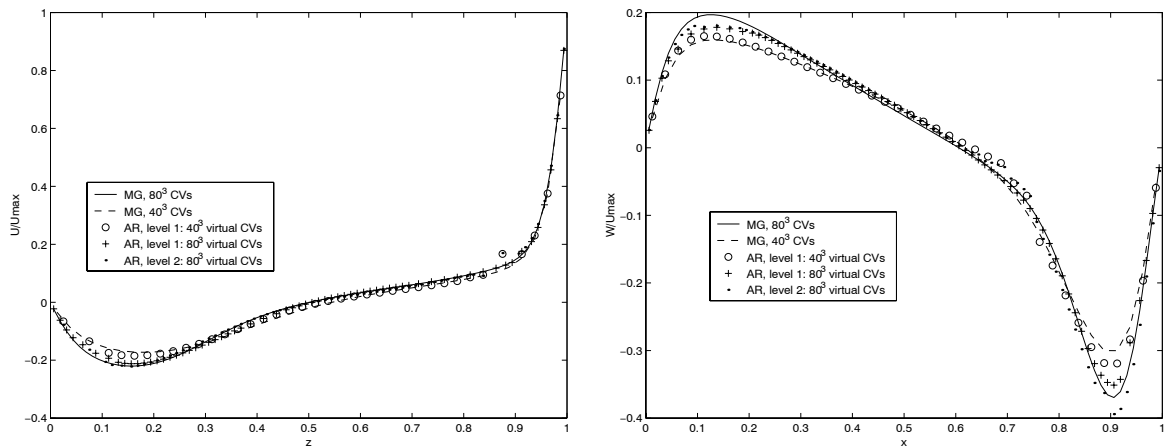 1
0.8
0.6
0.4
0.2
0
−0.2
−0.4
U/Umax
MG, 80³ CVs
MG, 40³ CVs
AR, level 1: 40³ virtual CVs
AR, level 1: 80³ virtual CVs
AR, level 2: 80³ virtual CVs
0 0.1 0.2 0.3 0.4 0.5 0.6 0.7 0.8 0.9 1
z
0.2
0.1
0
−0.1
−0.2
−0.3
−0.4
W/Umax
MG, 80³ CVs
MG, 40³ CVs
AR, level 1: 40³ virtual CVs
AR, level 1: 80³ virtual CVs
AR, level 2: 80³ virtual CVs
0 0.1 0.2 0.3 0.4 0.5 0.6 0.7 0.8 0.9 1
x